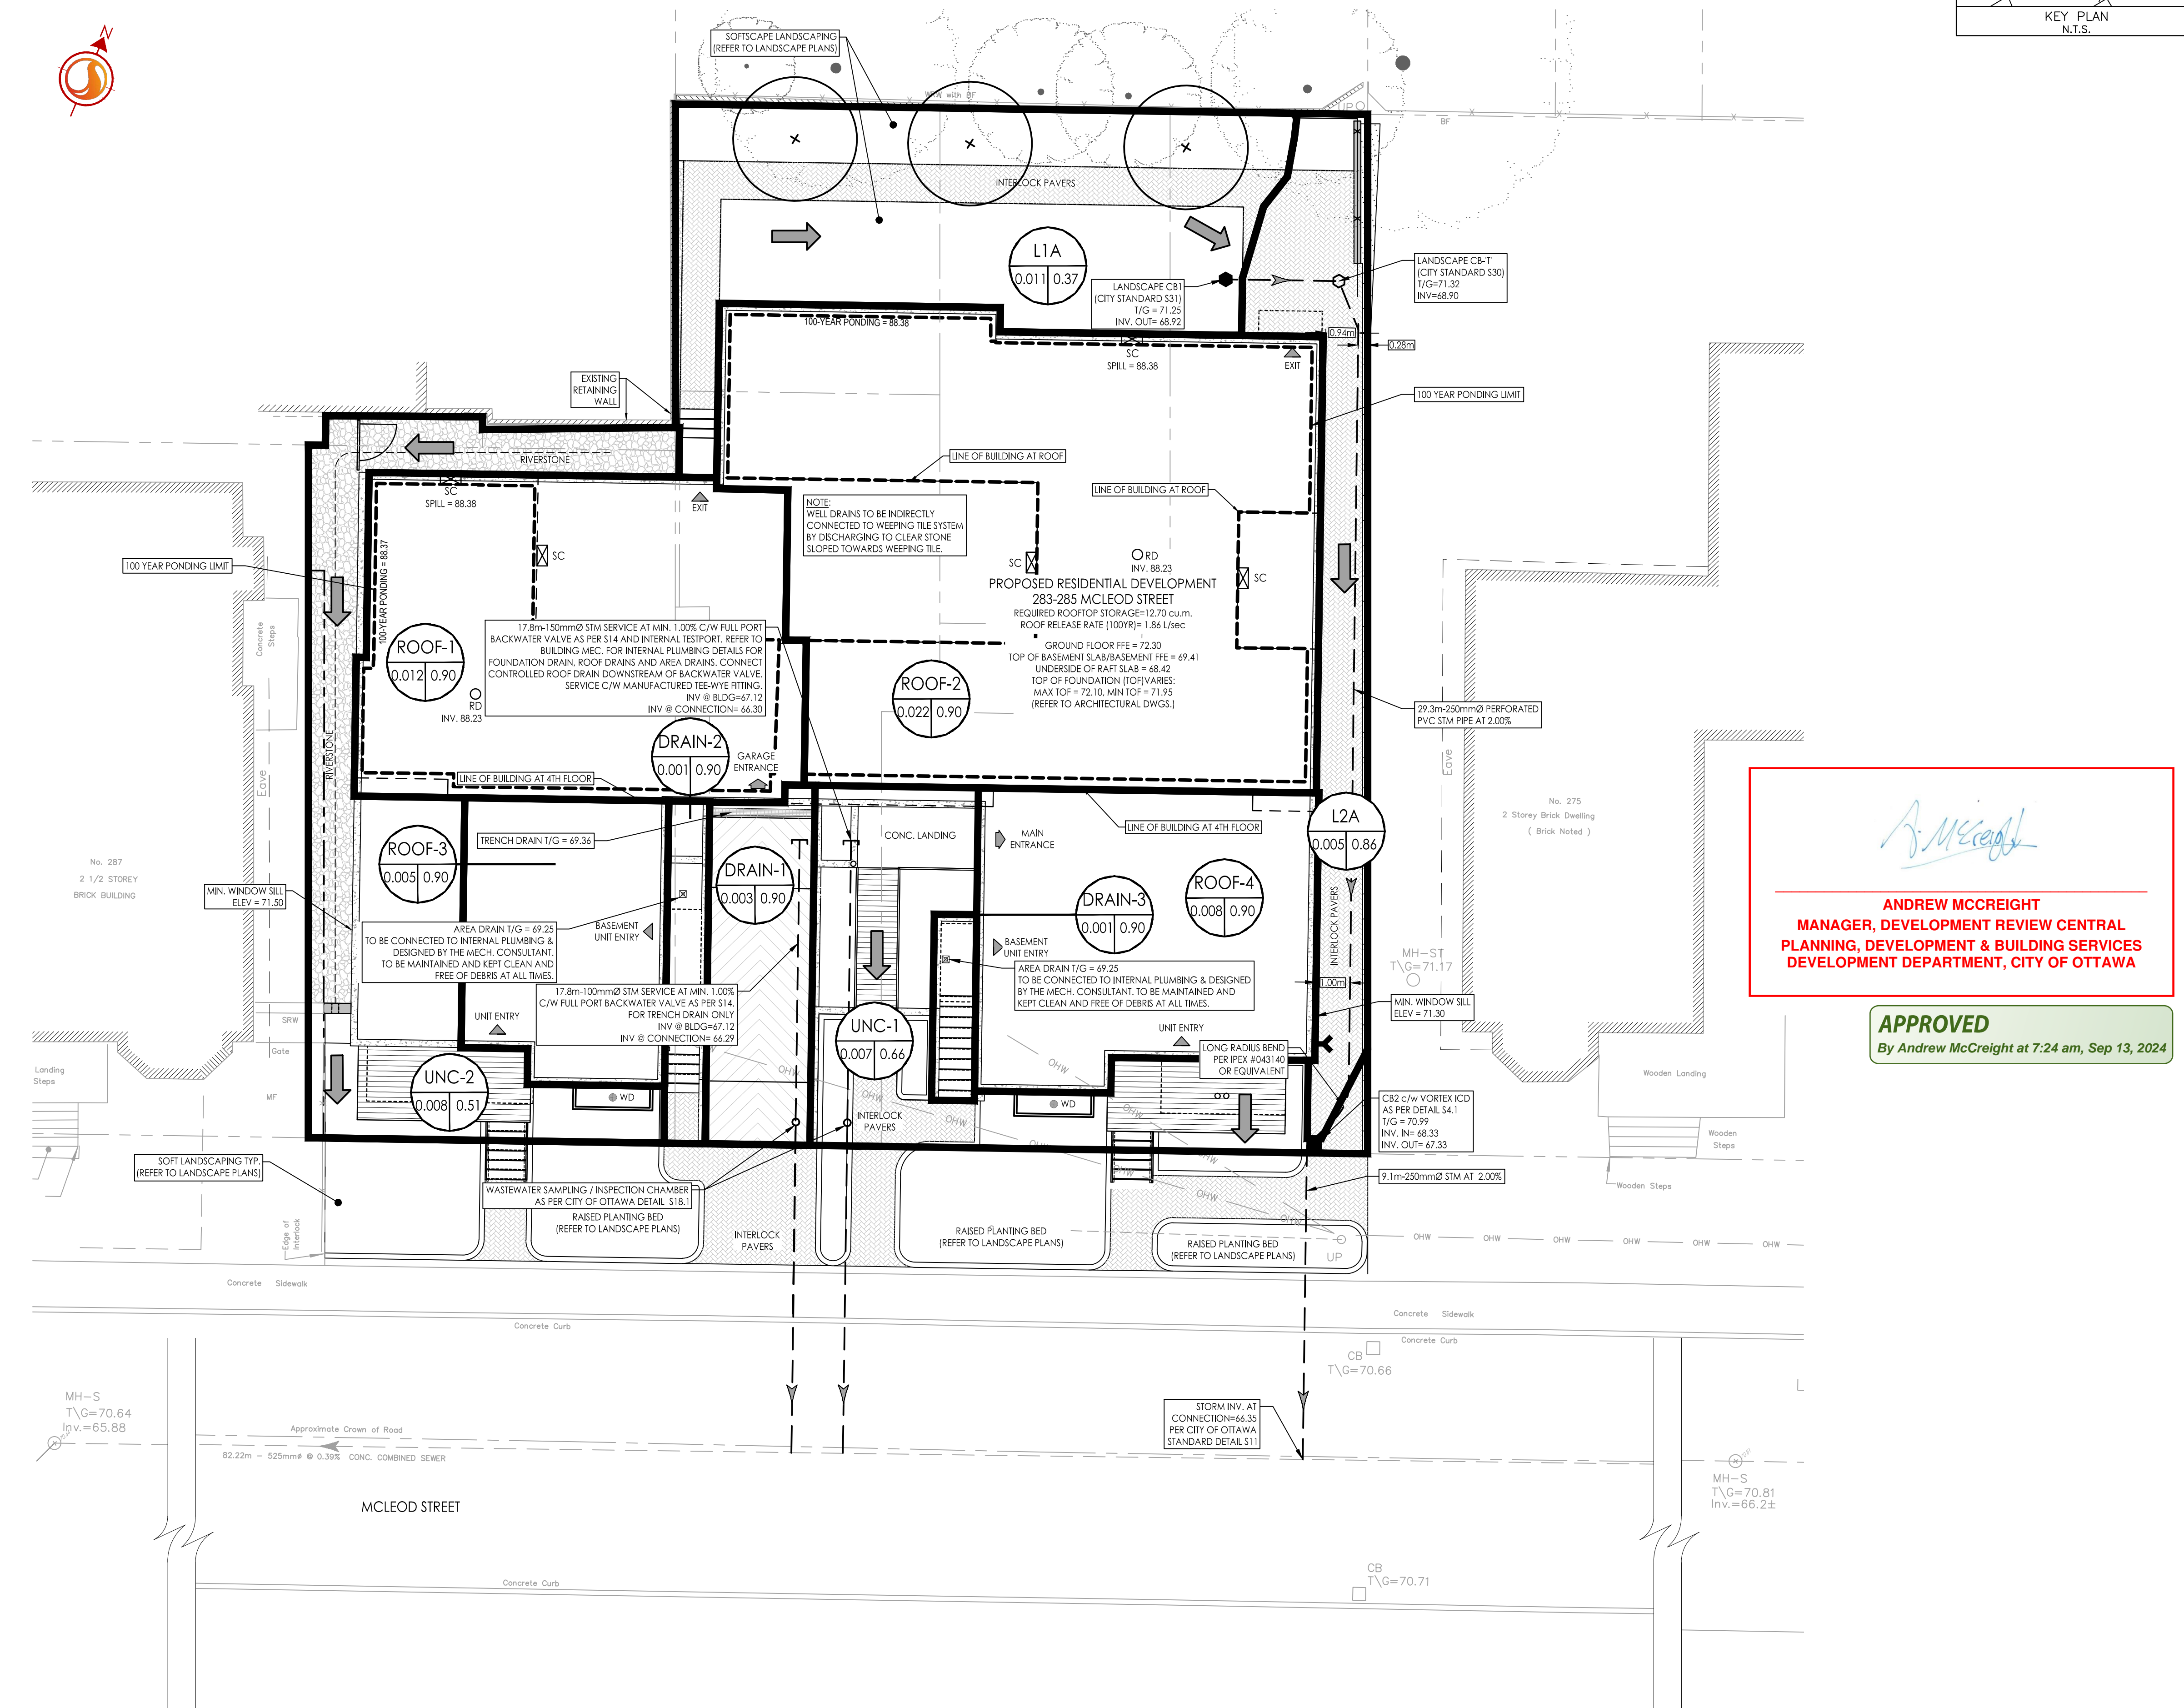 KEY PLAN
N.T.S.
N
SOFTSCAPE LANDSCAPING
(REFER TO LANDSCAPE PLANS)
BF
INTERLOCK PAVERS
L1A
0.011 0.37
LANDSCAPE CB1
(CITY STANDARD S31)
T/G = 71.25
INV. OUT= 68.92
LANDSCAPE CB-'T'
(CITY STANDARD S30)
T/G=71.32
INV=68.90
0.94m
0.28m
100-YEAR PONDING = 88.38
SC
SPILL = 88.38
EXIT
EXISTING
RETAINING
WALL
100 YEAR PONDING LIMIT
RIVERSTONE
LINE OF BUILDING AT ROOF
LINE OF BUILDING AT ROOF
SC
SPILL = 88.38
EXIT
NOTE:
WELL DRAINS TO BE INDIRECTLY
CONNECTED TO WEEPING TILE SYSTEM
BY DISCHARGING TO CLEAR STONE
SLOPED TOWARDS WEEPING TILE.
SC
SC
RD
INV. 88.23
SC
100 YEAR PONDING LIMIT
100-YEAR PONDING = 88.37
PROPOSED RESIDENTIAL DEVELOPMENT
283-285 MCLEOD STREET
REQUIRED ROOFTOP STORAGE=12.70 cu.m.
ROOF RELEASE RATE (100YR)= 1.86 L/sec
GROUND FLOOR FFE = 72.30
TOP OF BASEMENT SLAB/BASEMENT FFE = 69.41
UNDERSIDE OF RAFT SLAB = 68.42
TOP OF FOUNDATION (TOF)VARIES:
MAX TOF = 72.10, MIN TOF = 71.95
(REFER TO ARCHITECTURAL DWGS.)
17.8m-150mmØ STM SERVICE AT MIN. 1.00% C/W FULL PORT
BACKWATER VALVE AS PER S14 AND INTERNAL TESTPORT. REFER TO
BUILDING MEC. FOR INTERNAL PLUMBING DETAILS FOR
FOUNDATION DRAIN, ROOF DRAINS AND AREA DRAINS. CONNECT
CONTROLLED ROOF DRAIN DOWNSTREAM OF BACKWATER VALVE.
SERVICE C/W MANUFACTURED TEE-WYE FITTING.
INV @ BLDG=67.12
INV @ CONNECTION= 66.30
Concrete
Steps
ROOF-1
0.012 0.90
RD
INV. 88.23
ROOF-2
0.022 0.90
29.3m-250mmØ PERFORATED
PVC STM PIPE AT 2.00%
RIVERSTONE
Eave
Eave
DRAIN-2
0.001 0.90
GARAGE
ENTRANCE
LINE OF BUILDING AT 4TH FLOOR
No. 275
2 Storey Brick Dwelling
( Brick Noted )
ROOF-3
0.005 0.90
TRENCH DRAIN T/G = 69.36
CONC. LANDING
MAIN
ENTRANCE
LINE OF BUILDING AT 4TH FLOOR
L2A
0.005 0.86
No. 287
2 1/2 STOREY
BRICK BUILDING
MIN. WINDOW SILL
ELEV = 71.50
DRAIN-1
0.003 0.90
DRAIN-3
0.001 0.90
ROOF-4
0.008 0.90
INTERLOCK PAVERS
AREA DRAIN T/G = 69.25
TO BE CONNECTED TO INTERNAL PLUMBING &
DESIGNED BY THE MECH. CONSULTANT.
TO BE MAINTAINED AND KEPT CLEAN AND
FREE OF DEBRIS AT ALL TIMES.
BASEMENT
UNIT ENTRY
BASEMENT
UNIT ENTRY
AREA DRAIN T/G = 69.25
TO BE CONNECTED TO INTERNAL PLUMBING & DESIGNED
BY THE MECH. CONSULTANT. TO BE MAINTAINED AND
KEPT CLEAN AND FREE OF DEBRIS AT ALL TIMES.
MH-ST
T\G=71.17
1.00m
17.8m-100mmØ STM SERVICE AT MIN. 1.00%
C/W FULL PORT BACKWATER VALVE AS PER S14.
FOR TRENCH DRAIN ONLY
INV @ BLDG=67.12
INV @ CONNECTION= 66.29
MIN. WINDOW SILL
ELEV = 71.30
A. McCreight
ANDREW MCCREIGHT
MANAGER, DEVELOPMENT REVIEW CENTRAL
PLANNING, DEVELOPMENT & BUILDING SERVICES
DEVELOPMENT DEPARTMENT, CITY OF OTTAWA
APPROVED
By Andrew McCreight at 7:24 am, Sep 13, 2024
SRW
Gate
UNIT ENTRY
UNC-1
0.007 0.66
UNIT ENTRY
LONG RADIUS BEND
PER IPEX #043140
OR EQUIVALENT
Landing
Steps
MF
UNC-2
0.008 0.51
OHW
OHW
OHW
OHW
OHW
OHW
OHW
OHW
OHW
OHW
Wooden Landing
WD
WD
INTERLOCK
PAVERS
CB2 c/w VORTEX ICD
AS PER DETAIL S4.1
T/G = 70.99
INV. IN= 68.33
INV. OUT= 67.33
Wooden
Steps
SOFT LANDSCAPING TYP.
(REFER TO LANDSCAPE PLANS)
WASTEWATER SAMPLING / INSPECTION CHAMBER
AS PER CITY OF OTTAWA DETAIL S18.1
9.1m-250mmØ STM AT 2.00%
Wooden Steps
Edge of
Interlock
RAISED PLANTING BED
(REFER TO LANDSCAPE PLANS)
INTERLOCK
PAVERS
RAISED PLANTING BED
(REFER TO LANDSCAPE PLANS)
RAISED PLANTING BED
(REFER TO LANDSCAPE PLANS)
UP
OHW OHW OHW OHW OHW OHW
Concrete Sidewalk
Concrete Sidewalk
Concrete Curb
Concrete Curb
CB
T\G=70.66
MH-S
T\G=70.64
Inv.=65.88
Approximate Crown of Road
82.22m - 525mmø @ 0.39% CONC. COMBINED SEWER
STORM INV. AT
CONNECTION=66.35
PER CITY OF OTTAWA
STANDARD DETAIL S11
MH-S
T\G=70.81
Inv.=66.2±
MCLEOD STREET
CB
T\G=70.71
Concrete Curb